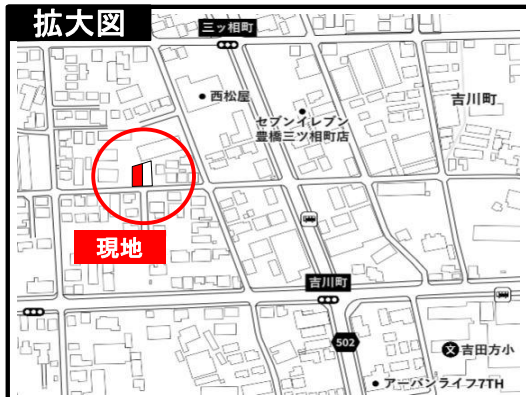 拡大図
三ッ相町
西松屋
セブンイレブン
豊橋三ツ相町店
吉川町
現地
吉川町
502
文 吉田方小
アーバンライフ7TH